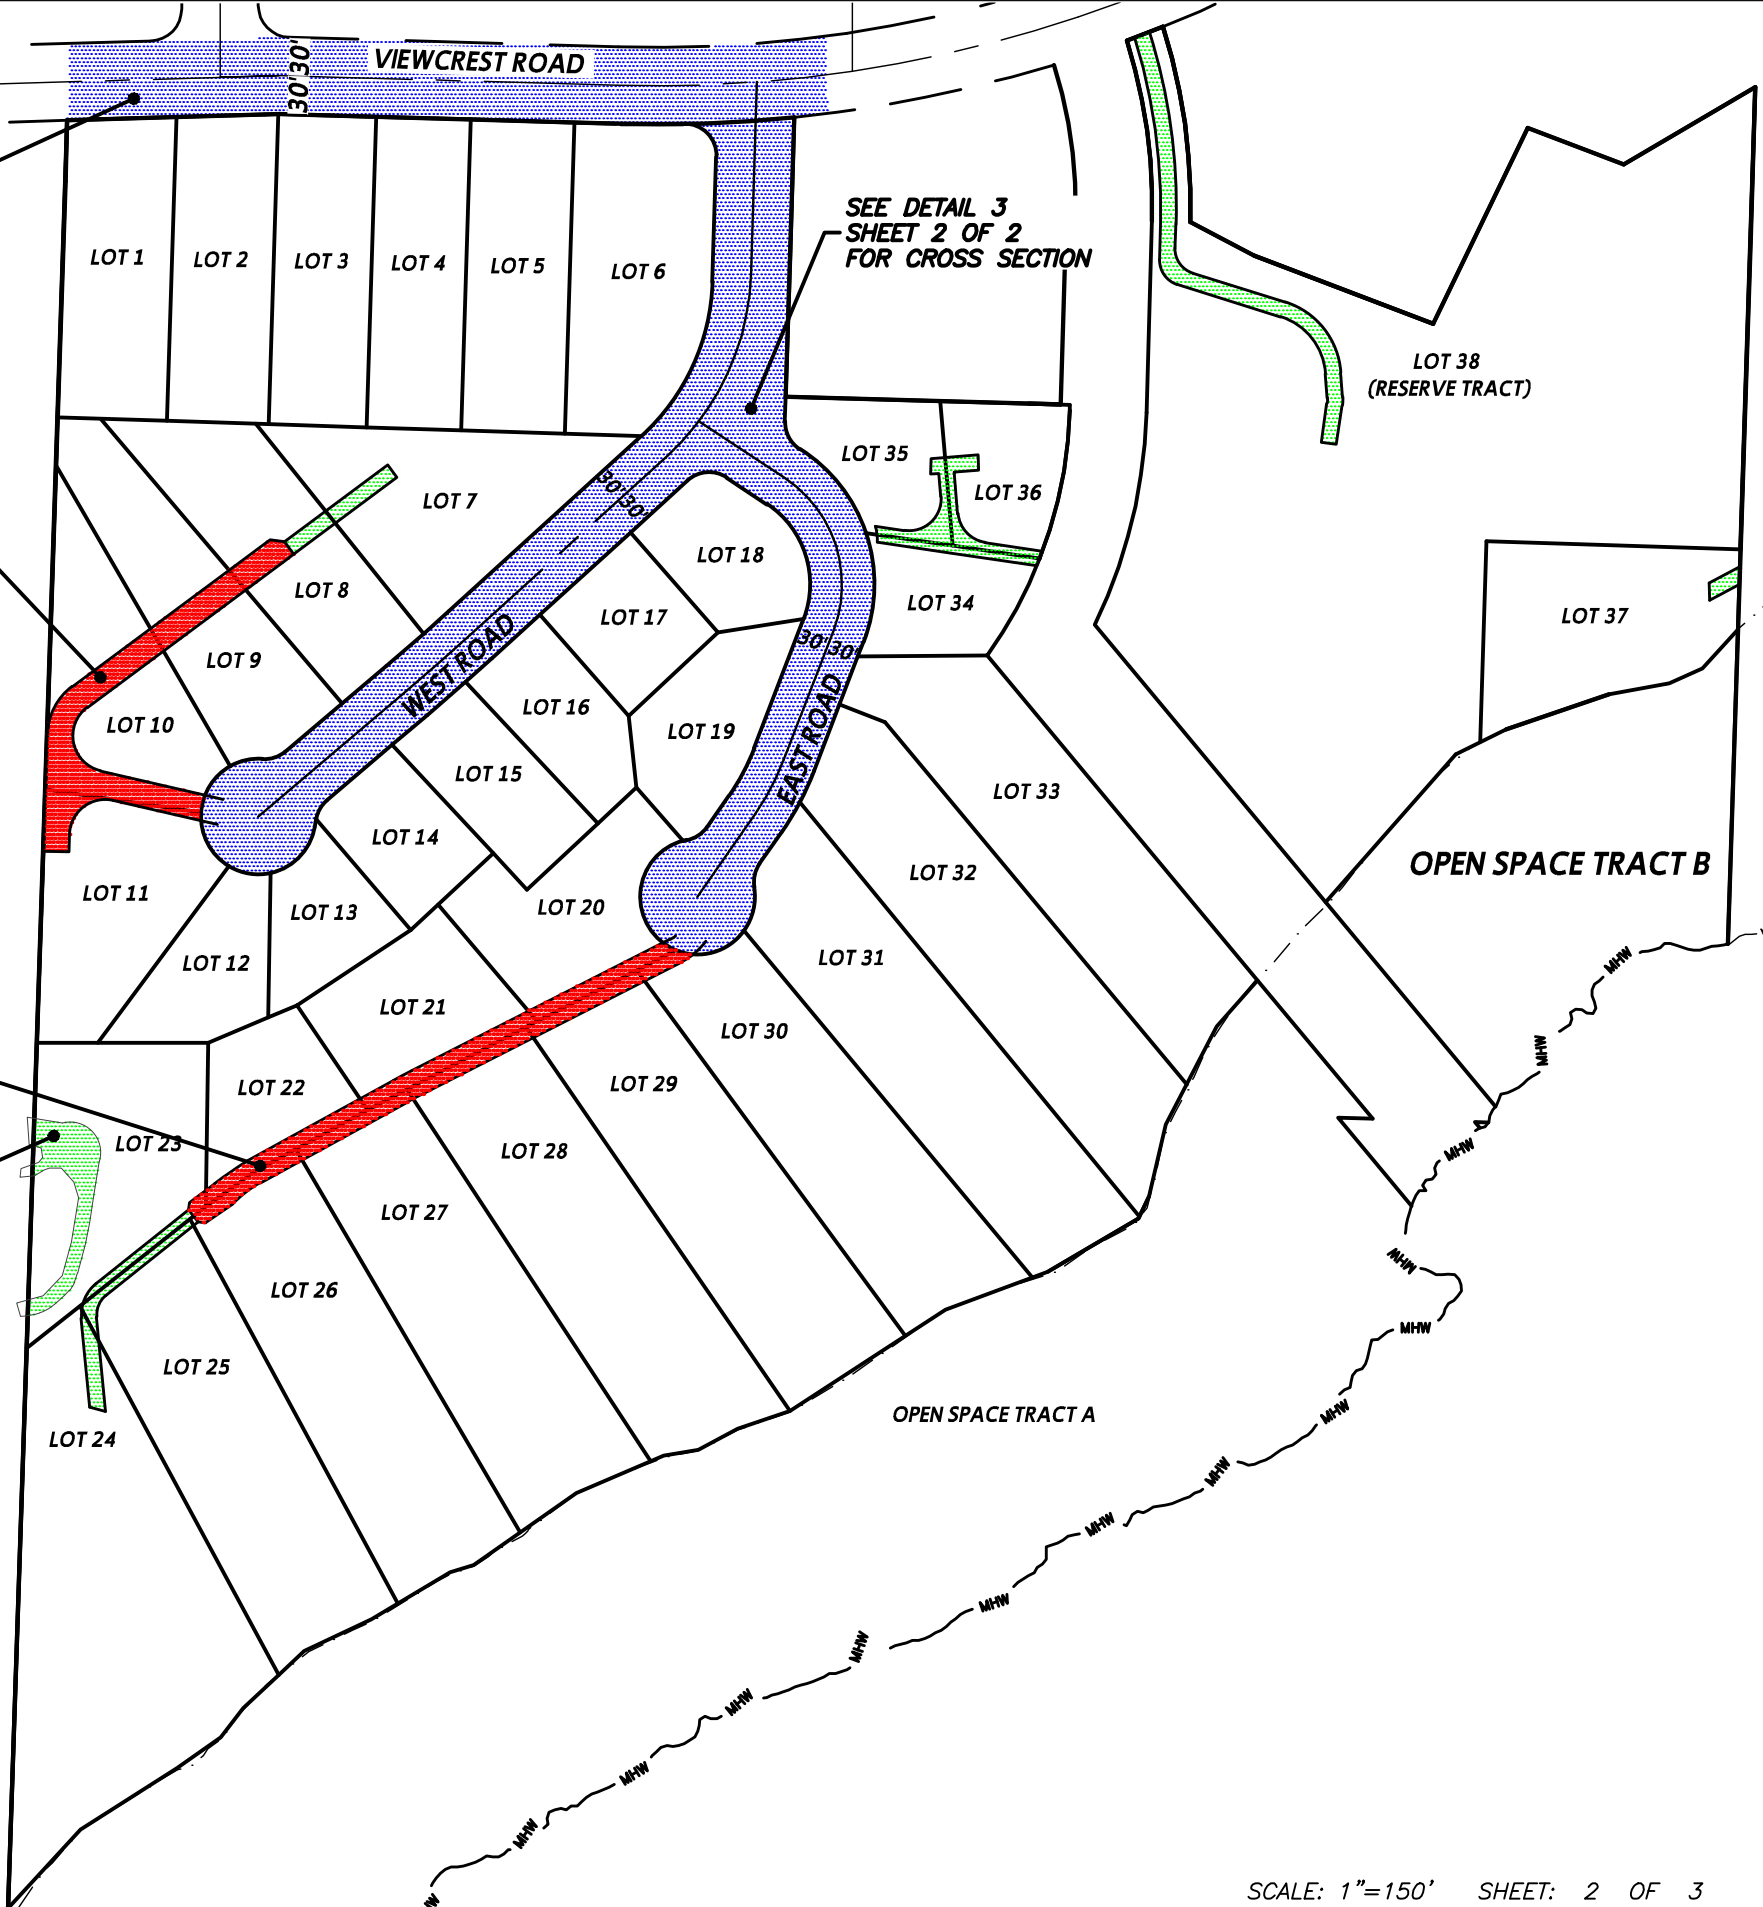 VIEWCREST ROAD
30' 30'
SEE DETAIL 3
SHEET 2 OF 2
FOR CROSS SECTION
LOT 1
LOT 2
LOT 3
LOT 4
LOT 5
LOT 6
LOT 38
(RESERVE TRACT)
LOT 35
LOT 36
LOT 7
30' 30'
LOT 18
LOT 8
LOT 17
LOT 34
LOT 37
30' 30'
WEST ROAD
EAST ROAD
LOT 9
LOT 10
LOT 16
LOT 19
LOT 15
LOT 33
LOT 14
LOT 32
OPEN SPACE TRACT B
LOT 11
LOT 13
LOT 20
LOT 12
LOT 31
MHW
LOT 21
LOT 30
MHW
LOT 22
LOT 29
LOT 23
LOT 28
MHW
LOT 27
MHW
LOT 26
MHW
LOT 25
MHW
OPEN SPACE TRACT A
LOT 24
MHW
MHW
MHW
MHW
MHW
MHW
MHW
SCALE: 1"=150' SHEET: 2 OF 3